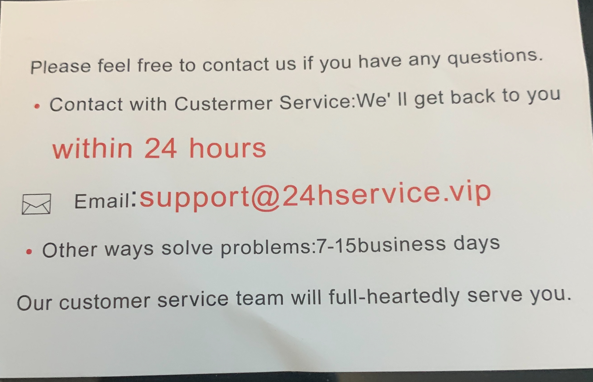 Please feel free to contact us if you have any questions.
• Contact with Custermer Service:We' ll get back to you
within 24 hours
Email:support@24hservice.vip
• Other ways solve problems:7-15business days
Our customer service team will full-heartedly serve you.